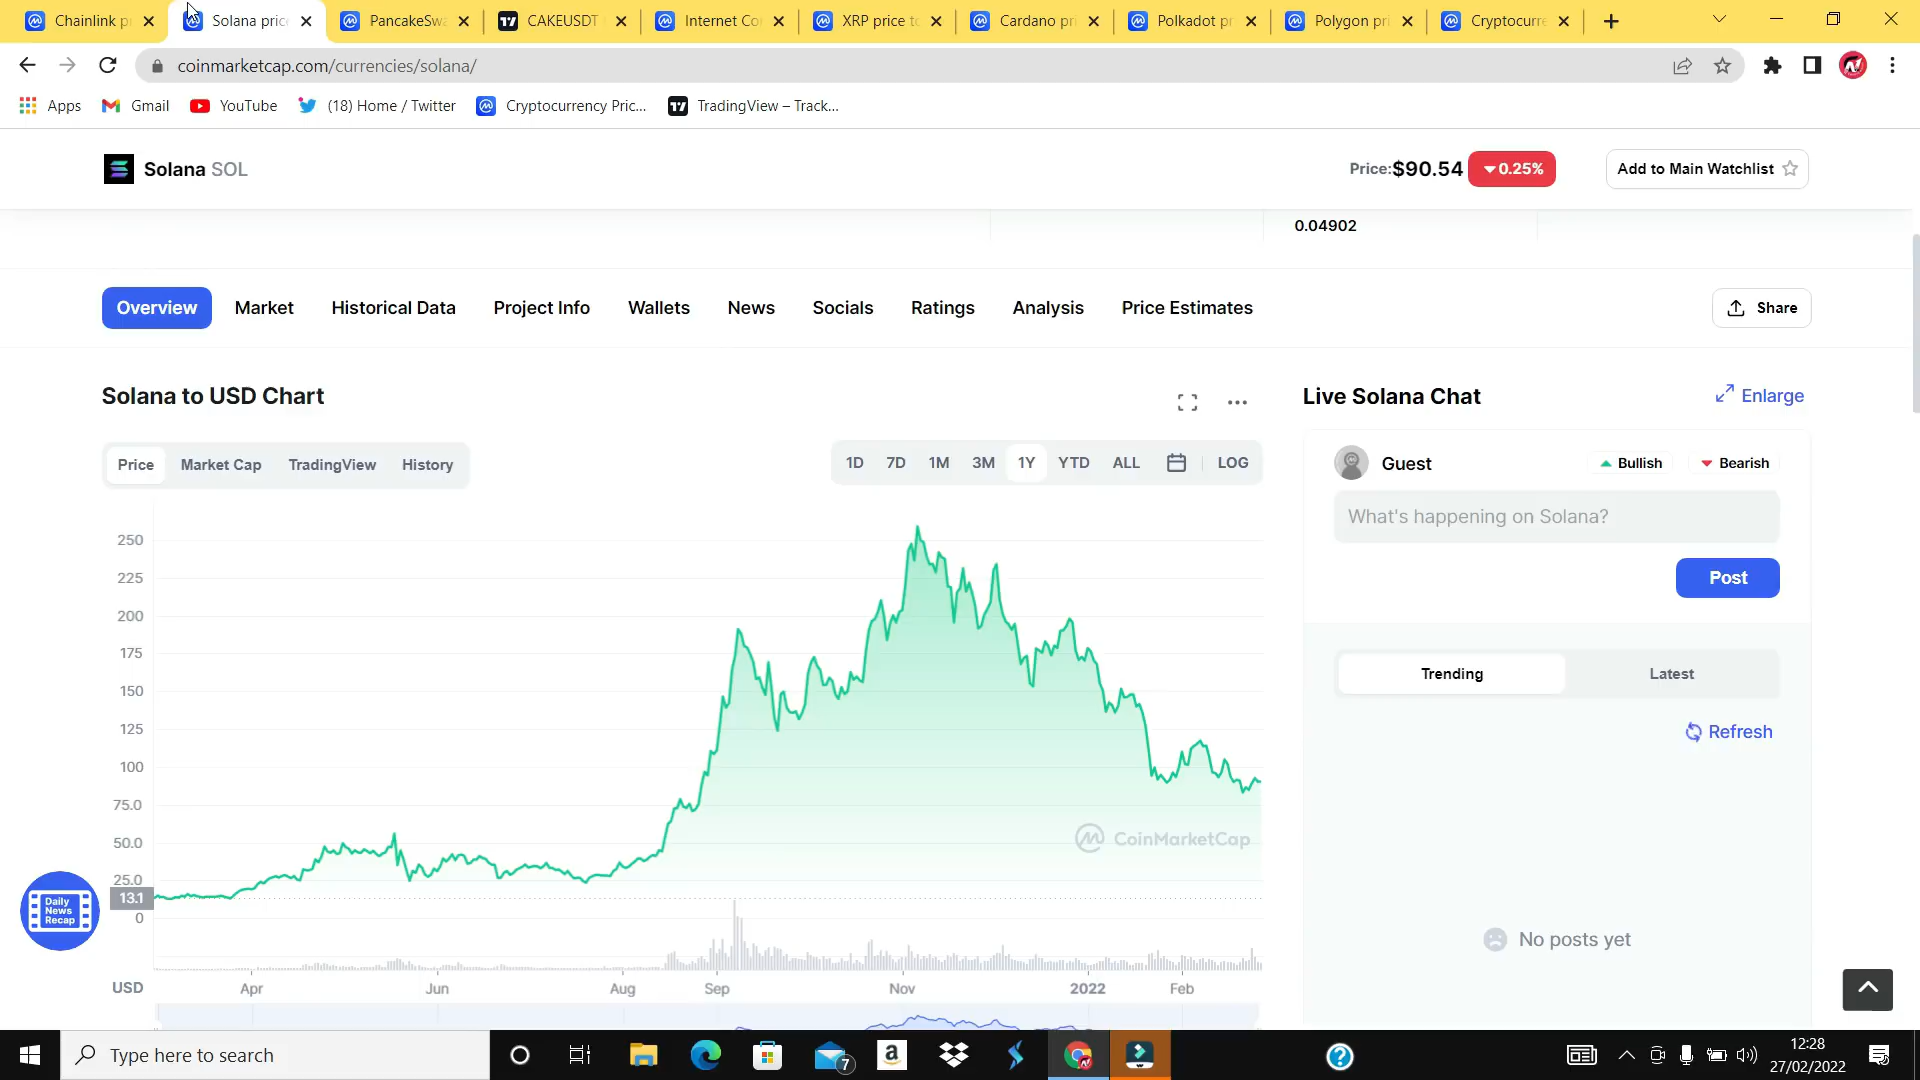 Chainlink p
Solana pric
PancakeSwa
CAKEUSDT
Internet Co
XRP price to
Cardano pri
Polkadot pr
Polygon pri
Cryptocurre
coinmarketcap.com/currencies/solana/
Apps
Gmail
YouTube
(18) Home / Twitter
Cryptocurrency Pric...
TradingView – Track...
Solana SOL
Price:$90.54
0.25%
Add to Main Watchlist
0.04902
Overview
Market
Historical Data
Project Info
Wallets
News
Socials
Ratings
Analysis
Price Estimates
Share
Solana to USD Chart
Live Solana Chat
Enlarge
Price
Market Cap
TradingView
History
1D
7D
1M
3M
1Y
YTD
ALL
LOG
Guest
Bullish
Bearish
What's happening on Solana?
Post
Trending
Latest
Refresh
No posts yet
250
225
200
175
150
125
100
75.0
50.0
25.0
13.1
0
CoinMarketCap
Daily
News
Recap
USD
Apr
Jun
Aug
Sep
Nov
2022
Feb
Type here to search
7
12:28
27/02/2022